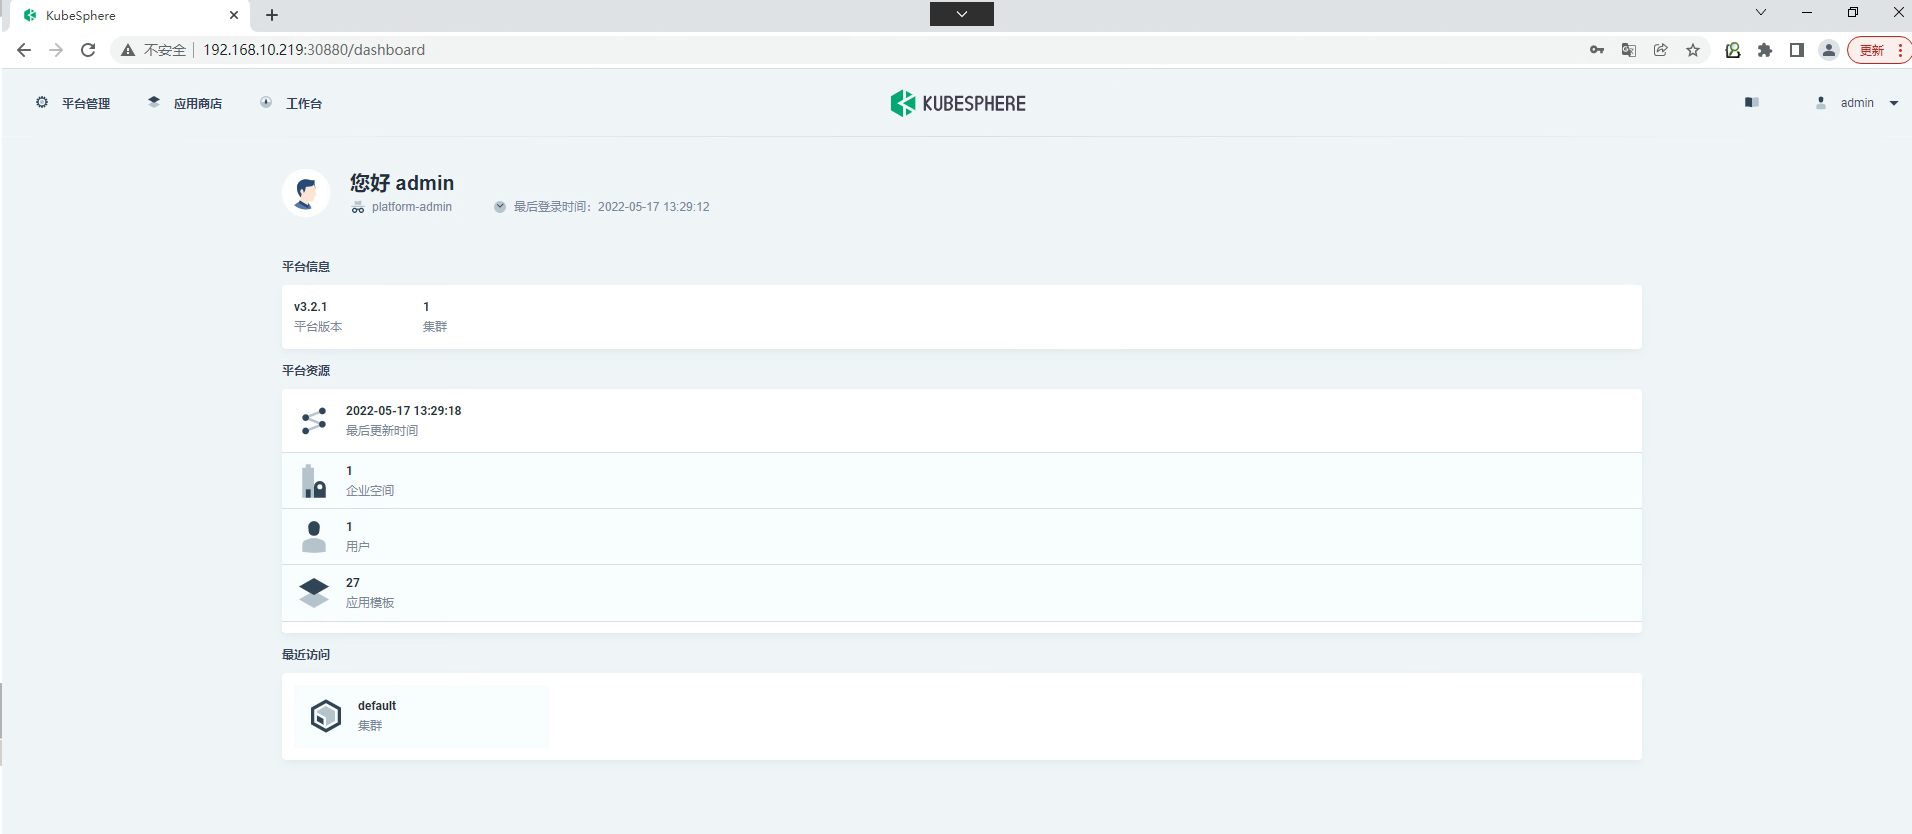 KubeSphere
不安全 192.168.10.219:30880/dashboard
更新
平台管理 应用商店 工作台
KUBESPHERE
admin
您好 admin
platform-admin 最后登录时间：2022-05-17 13:29:12
平台信息
v3.2.1 1
平台版本 集群
平台资源
2022-05-17 13:29:18
最后更新时间
1
企业空间
1
用户
27
应用模板
最近访问
default
集群